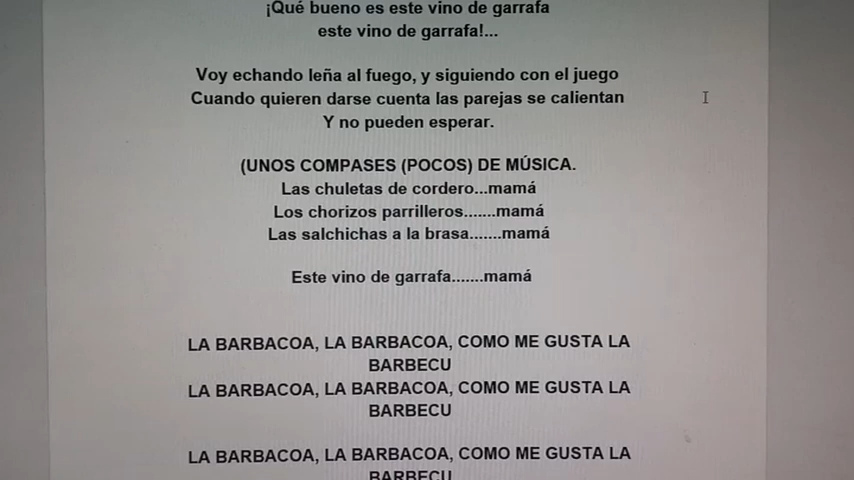 ¡Qué bueno es este vino de garrafa
este vino de garrafa!...
Voy echando leña al fuego, y siguiendo con el juego
Cuando quieren darse cuenta las parejas se calientan
Y no pueden esperar.
(UNOS COMPASES (POCOS) DE MÚSICA.
Las chuletas de cordero...mamá
Los chorizos parrilleros.......mamá
Las salchichas a la brasa.......mamá
Este vino de garrafa.......mamá
LA BARBACOA, LA BARBACOA, COMO ME GUSTA LA
BARBECU
LA BARBACOA, LA BARBACOA, COMO ME GUSTA LA
BARBECU
LA BARBACOA, LA BARBACOA, COMO ME GUSTA LA
BARBECU